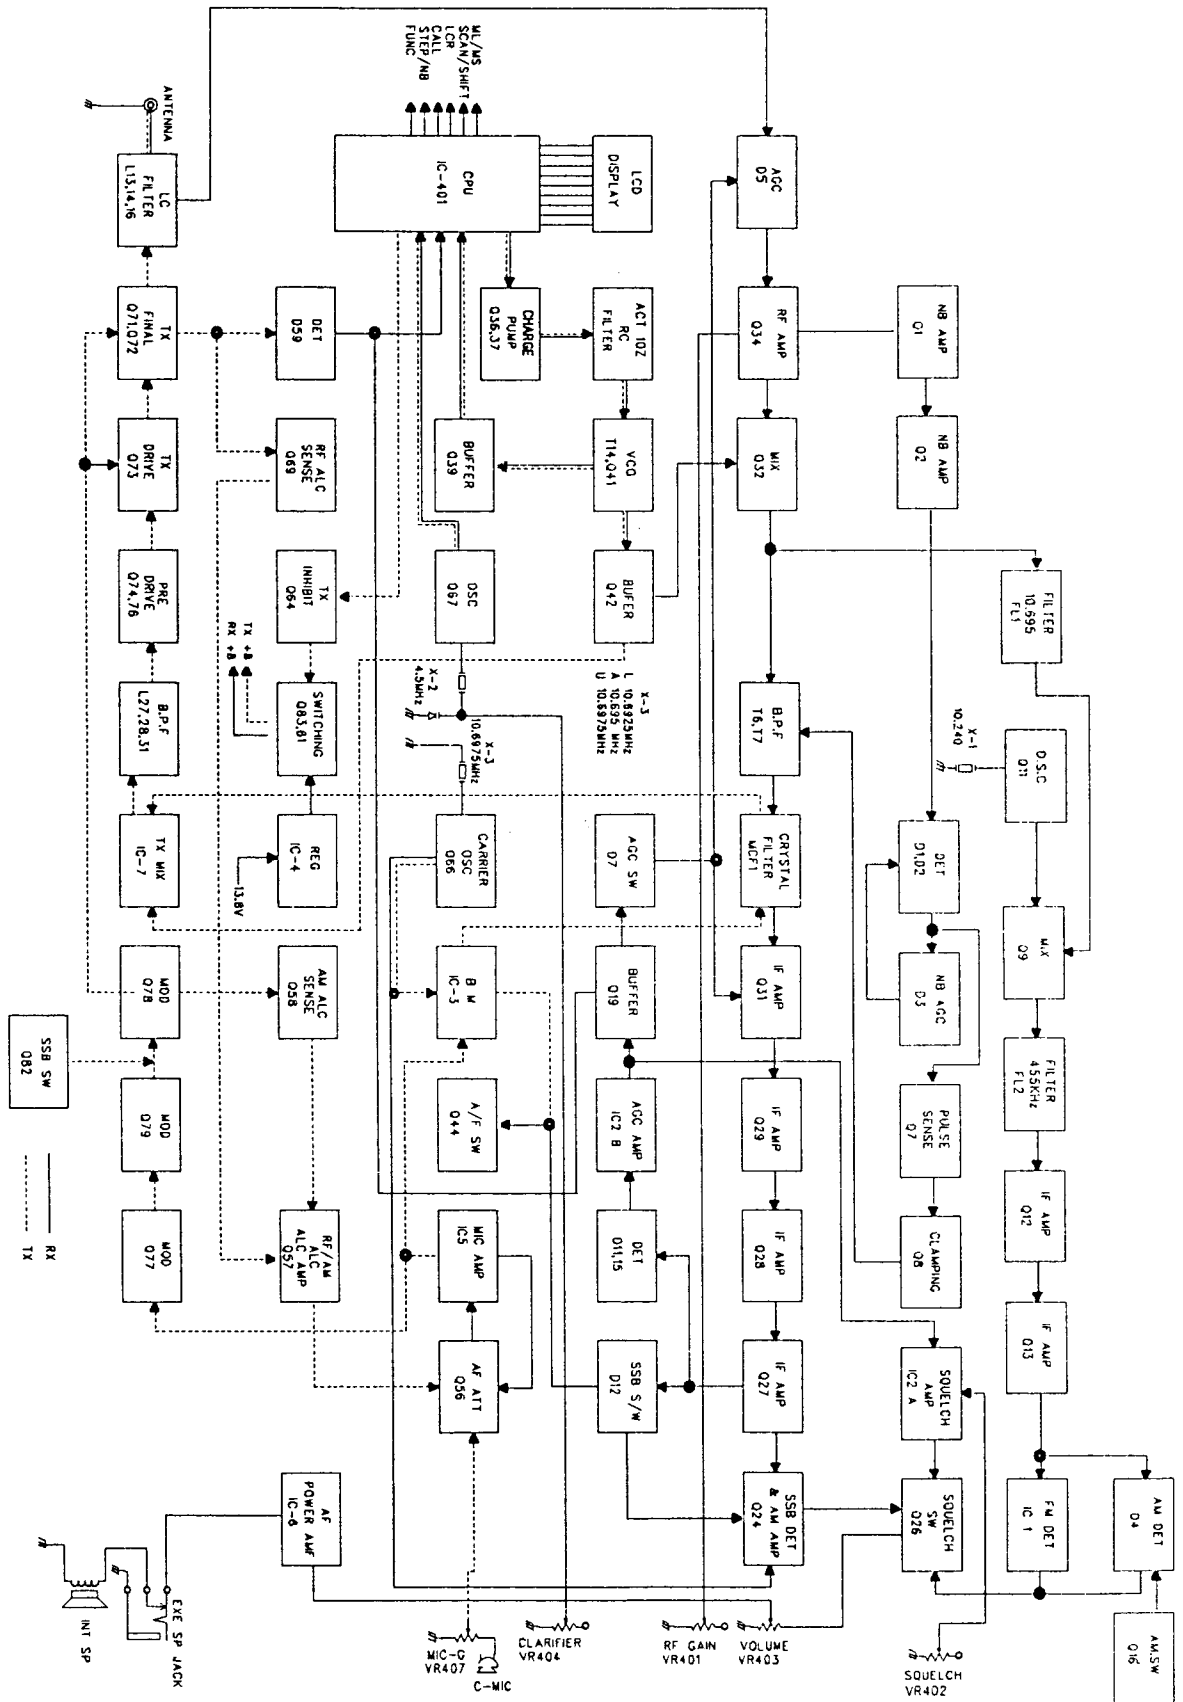 ML/MS
SCAN/SHIFT
LCR
CALL
STEP/NB
FUNC
ANTENNA
LC
FILTER
L13,14,16
CPU
IC-401
LCD
DISPLAY
AGC
D5
TX
FINAL
Q71,Q72
DET
D59
CHARGE
PUMP
Q36,37
ACT 10Z
RC
FILTER
RF AMP
Q34
NB AMP
Q1
TX
DRIVE
Q73
RF ALC
SENSE
Q69
BUFFER
Q39
VCO
T14,Q41
MIX
Q32
NB AMP
Q2
PRE
DRIVE
Q74,76
TX
INHIBIT
Q64
OSC
Q67
BUFER
Q42
FILTER
10.695
FL1
TX +B
RX +B
X-2
4.5MHz
X-3
10.6975MHz
X-3
L 10.6925MHz
A 10.695 MHz
U 10.6975MHz
B.P.F
L27,28,31
SWITCHING
Q83,81
B.P.F
T6,T7
X-1
10.240
O.S.C
Q11
TX MIX
IC-7
REG
IC-4
13.8V
CARRIER
OSC
Q66
AGC SW
D7
CRYSTAL
FILTER
MCF1
DET
D1,D2
MIX
Q9
MOD
Q78
AM ALC
SENSE
Q58
B M
IC-3
BUFFER
Q19
IF AMP
Q31
NB AGC
D3
FILTER
455KHz
FL2
SSB SW
Q82
MOD
Q79
A/F SW
Q44
AGC AMP
IC2 B
IF AMP
Q29
PULSE
SENSE
Q7
IF AMP
Q12
MOD
Q77
RF/AM
ALC
ALC AMP
Q57
MIC AMP
IC5
DET
D11,15
IF AMP
Q28
CLAMPING
Q8
IF AMP
Q13
RX
TX
AF ATT
Q56
SSB S/W
D12
IF AMP
Q27
SQUELCH
AMP
IC2 A
AF
POWER AMP
IC-6
SSB DET
& AM AMP
Q24
SQUELCH
SW
Q26
FM DET
IC 1
AM DET
D4
INT SP
EXE SP JACK
MIC-G
VR407
C-MIC
CLARIFIER
VR404
RF GAIN
VR401
VOLUME
VR403
SQUELCH
VR402
AM.SW
Q16